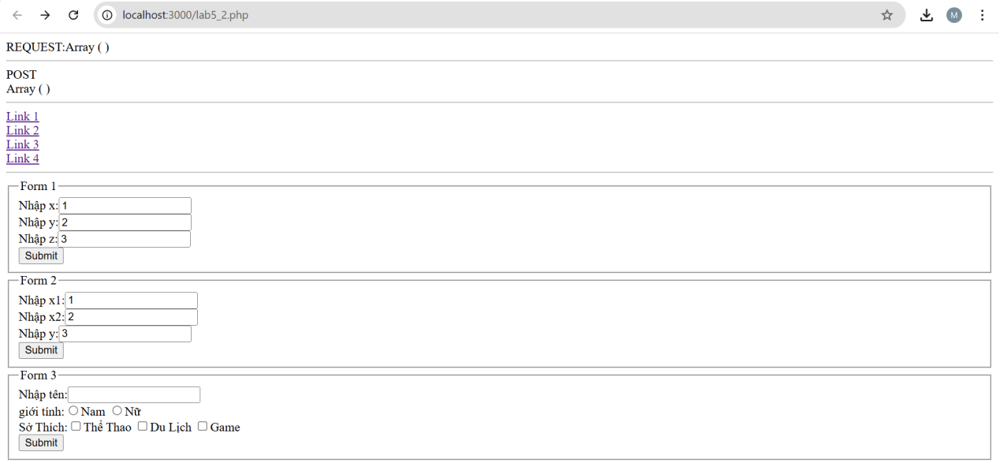 localhost:3000/lab5_2.php
M
REQUEST:Array ( )
POST
Array ( )
Link 1
Link 2
Link 3
Link 4
Form 1
Nhập x: 1
Nhập y: 2
Nhập z: 3
Submit
Form 2
Nhập x1: 1
Nhập x2: 2
Nhập y: 3
Submit
Form 3
Nhập tên:
giới tính: Nam Nữ
Sở Thích: Thể Thao Du Lịch Game
Submit